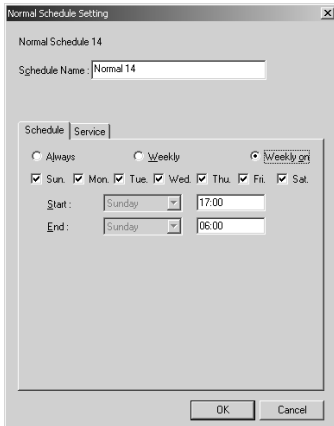 Normal Schedule Setting
Normal Schedule 14
Schedule Name : Normal 14
Schedule Service
Always Weekly Weekly on
Sun. Mon. Tue. Wed. Thu. Fri. Sat.
Start : Sunday 17:00
End : Sunday 06:00
OK Cancel